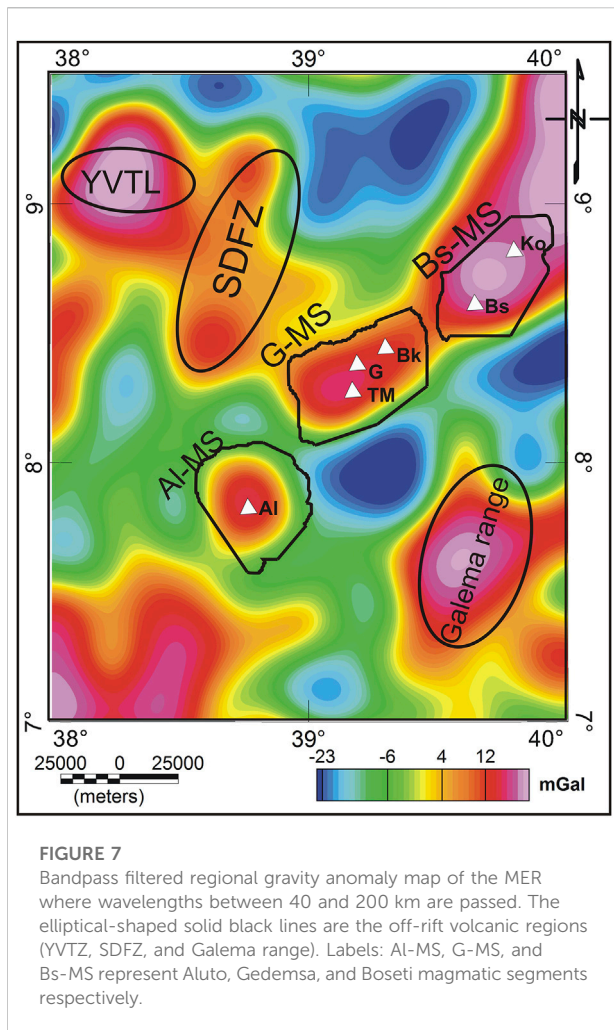 38° 39° 40°
N
YVTL
9° 9°
SDFZ
Bs-MS
Ko
Bs
G-MS
Bk
G
TM
8° 8°
Al-MS
Al
Galema range
7° 7°
38° 39° 40°
25000 0 25000
(meters)
-23 -6 4 12
mGal
FIGURE 7
Bandpass filtered regional gravity anomaly map of the MER
where wavelengths between 40 and 200 km are passed. The
elliptical-shaped solid black lines are the off-rift volcanic regions
(YVTZ, SDFZ, and Galema range). Labels: Al-MS, G-MS, and
Bs-MS represent Aluto, Gedemsa, and Boseti magmatic segments
respectively.